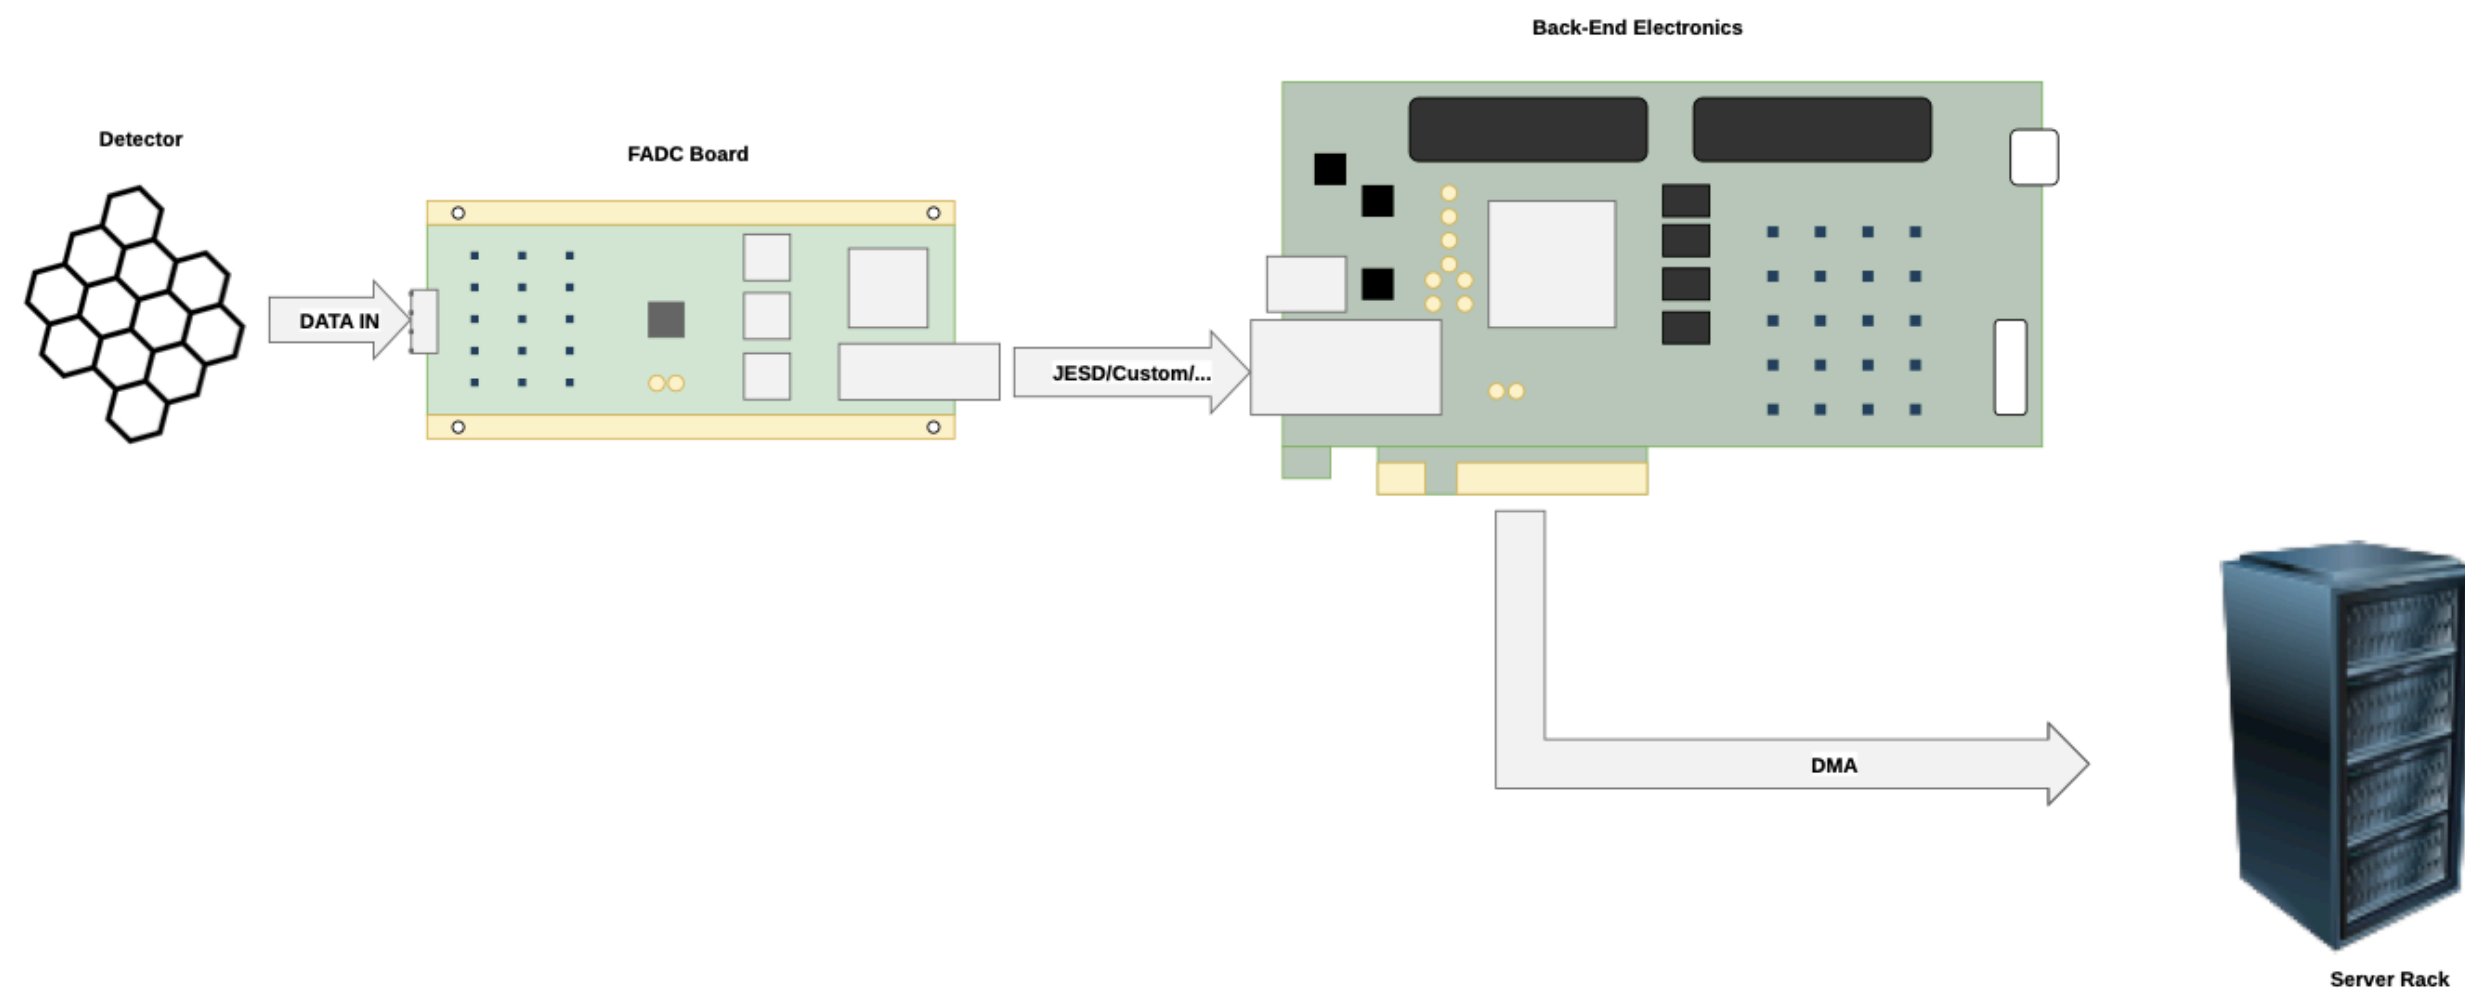 Back-End Electronics
Detector
FADC Board
DATA IN
JESD/Custom/...
DMA
Server Rack